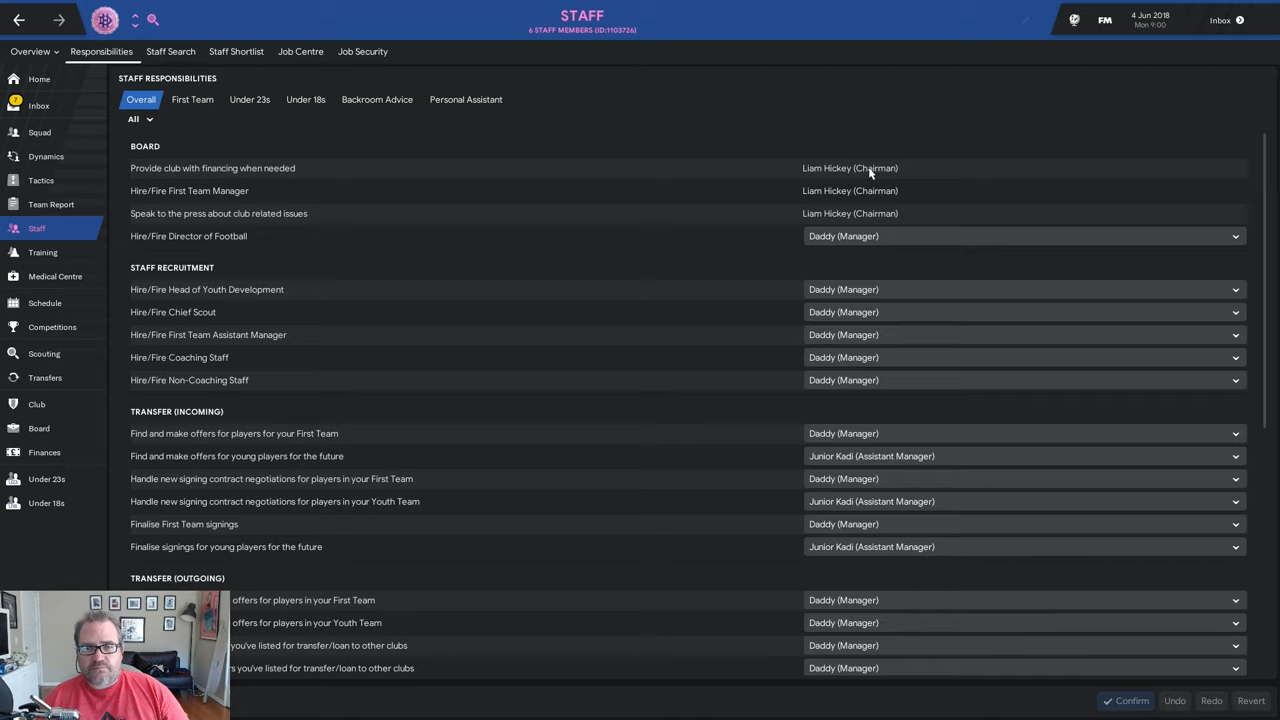 STAFF
6 STAFF MEMBERS (ID:1103726)
FM
4 Jun 2018
Mon 9:00
Inbox
Overview
Responsibilities
Staff Search
Staff Shortlist
Job Centre
Job Security
Home
7
Inbox
Squad
Dynamics
Tactics
Team Report
Staff
Training
Medical Centre
Schedule
Competitions
Scouting
Transfers
Club
Board
Finances
Under 23s
Under 18s
STAFF RESPONSIBILITIES
Overall
First Team
Under 23s
Under 18s
Backroom Advice
Personal Assistant
All
BOARD
Provide club with financing when needed Liam Hickey (Chairman)
Hire/Fire First Team Manager Liam Hickey (Chairman)
Speak to the press about club related issues Liam Hickey (Chairman)
Hire/Fire Director of Football Daddy (Manager)
STAFF RECRUITMENT
Hire/Fire Head of Youth Development Daddy (Manager)
Hire/Fire Chief Scout Daddy (Manager)
Hire/Fire First Team Assistant Manager Daddy (Manager)
Hire/Fire Coaching Staff Daddy (Manager)
Hire/Fire Non-Coaching Staff Daddy (Manager)
TRANSFER (INCOMING)
Find and make offers for players for your First Team Daddy (Manager)
Find and make offers for young players for the future Junior Kadi (Assistant Manager)
Handle new signing contract negotiations for players in your First Team Daddy (Manager)
Handle new signing contract negotiations for players in your Youth Team Junior Kadi (Assistant Manager)
Finalise First Team signings Daddy (Manager)
Finalise signings for young players for the future Junior Kadi (Assistant Manager)
TRANSFER (OUTGOING)
offers for players in your First Team Daddy (Manager)
offers for players in your Youth Team Daddy (Manager)
you've listed for transfer/loan to other clubs Daddy (Manager)
you've listed for transfer/loan to other clubs Daddy (Manager)
Confirm
Undo
Redo
Revert